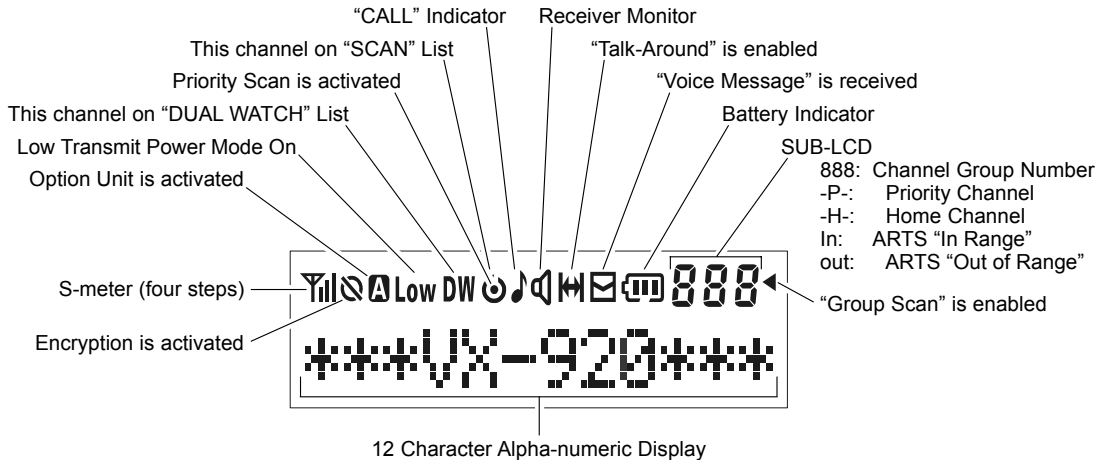 “CALL” Indicator
Receiver Monitor
This channel on “SCAN” List
“Talk-Around” is enabled
Priority Scan is activated
“Voice Message” is received
This channel on “DUAL WATCH” List
Battery Indicator
Low Transmit Power Mode On
SUB-LCD
Option Unit is activated
888: Channel Group Number
-P-: Priority Channel
-H-: Home Channel
In: ARTS “In Range”
out: ARTS “Out of Range”
S-meter (four steps)
A Low DW 888
“Group Scan” is enabled
Encryption is activated
***VX-920***
12 Character Alpha-numeric Display